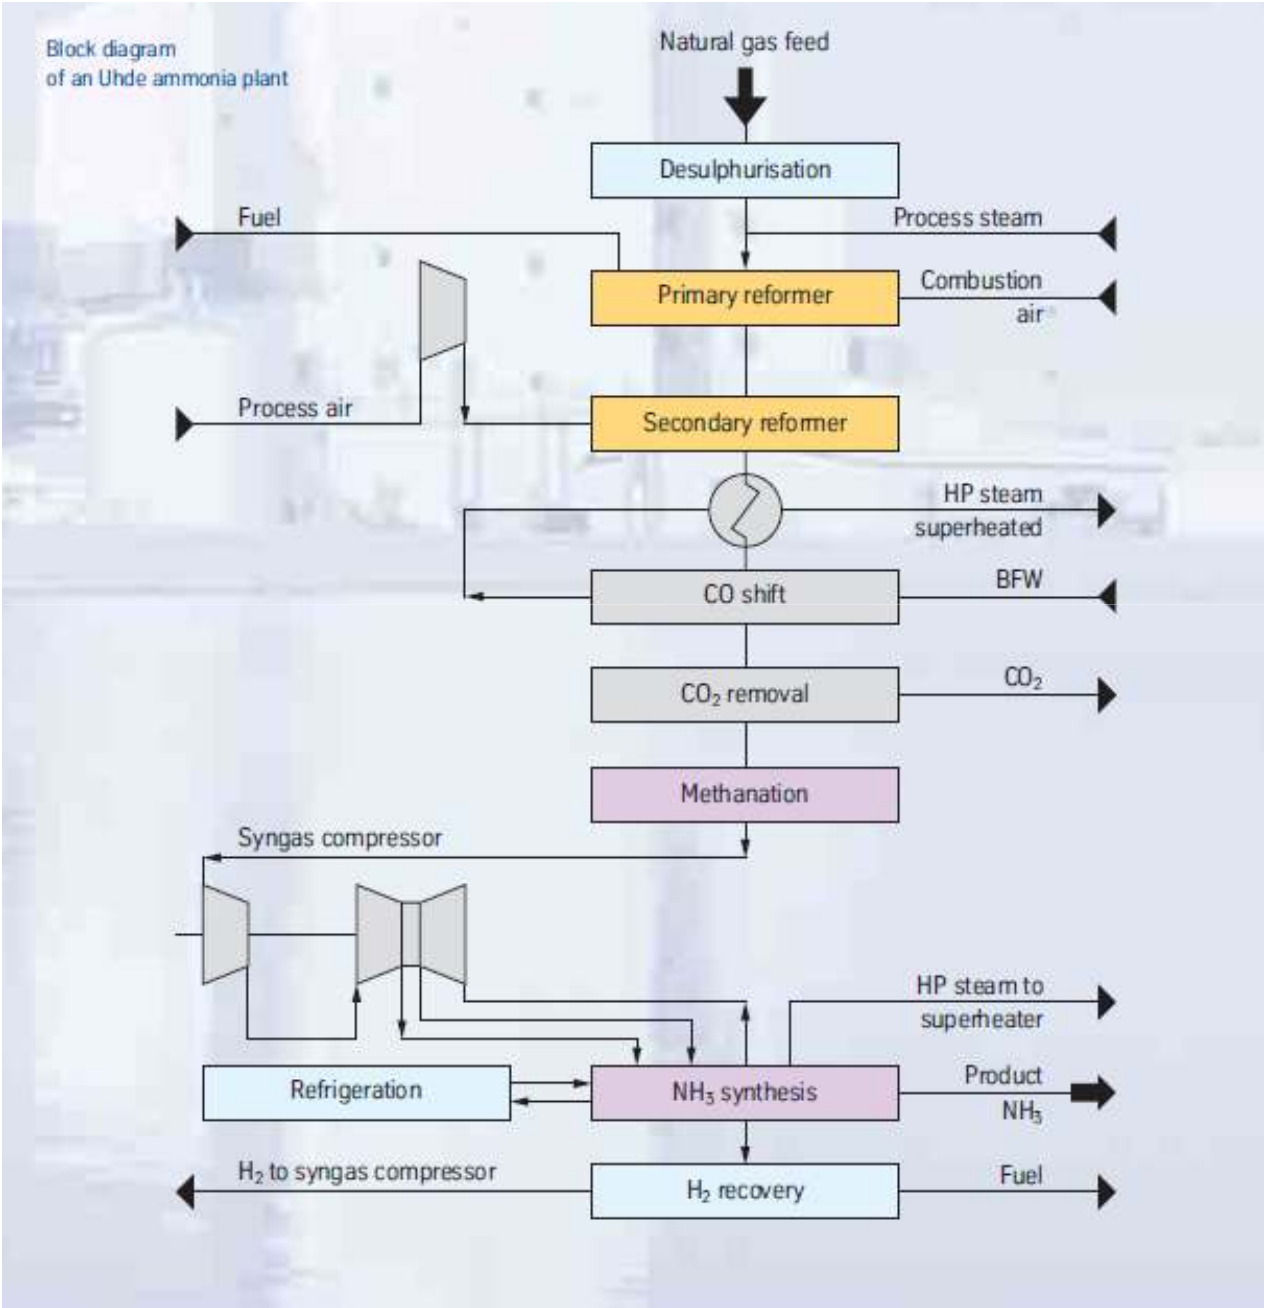 Block diagram
of an Uhde ammonia plant
Natural gas feed
Desulphurisation
Fuel
Process steam
Primary reformer
Combustion
air
Process air
Secondary reformer
HP steam
superheated
CO shift
BFW
CO₂ removal
CO₂
Methanation
Syngas compressor
HP steam to
superheater
Refrigeration
NH₃ synthesis
Product
NH₃
H₂ to syngas compressor
H₂ recovery
Fuel